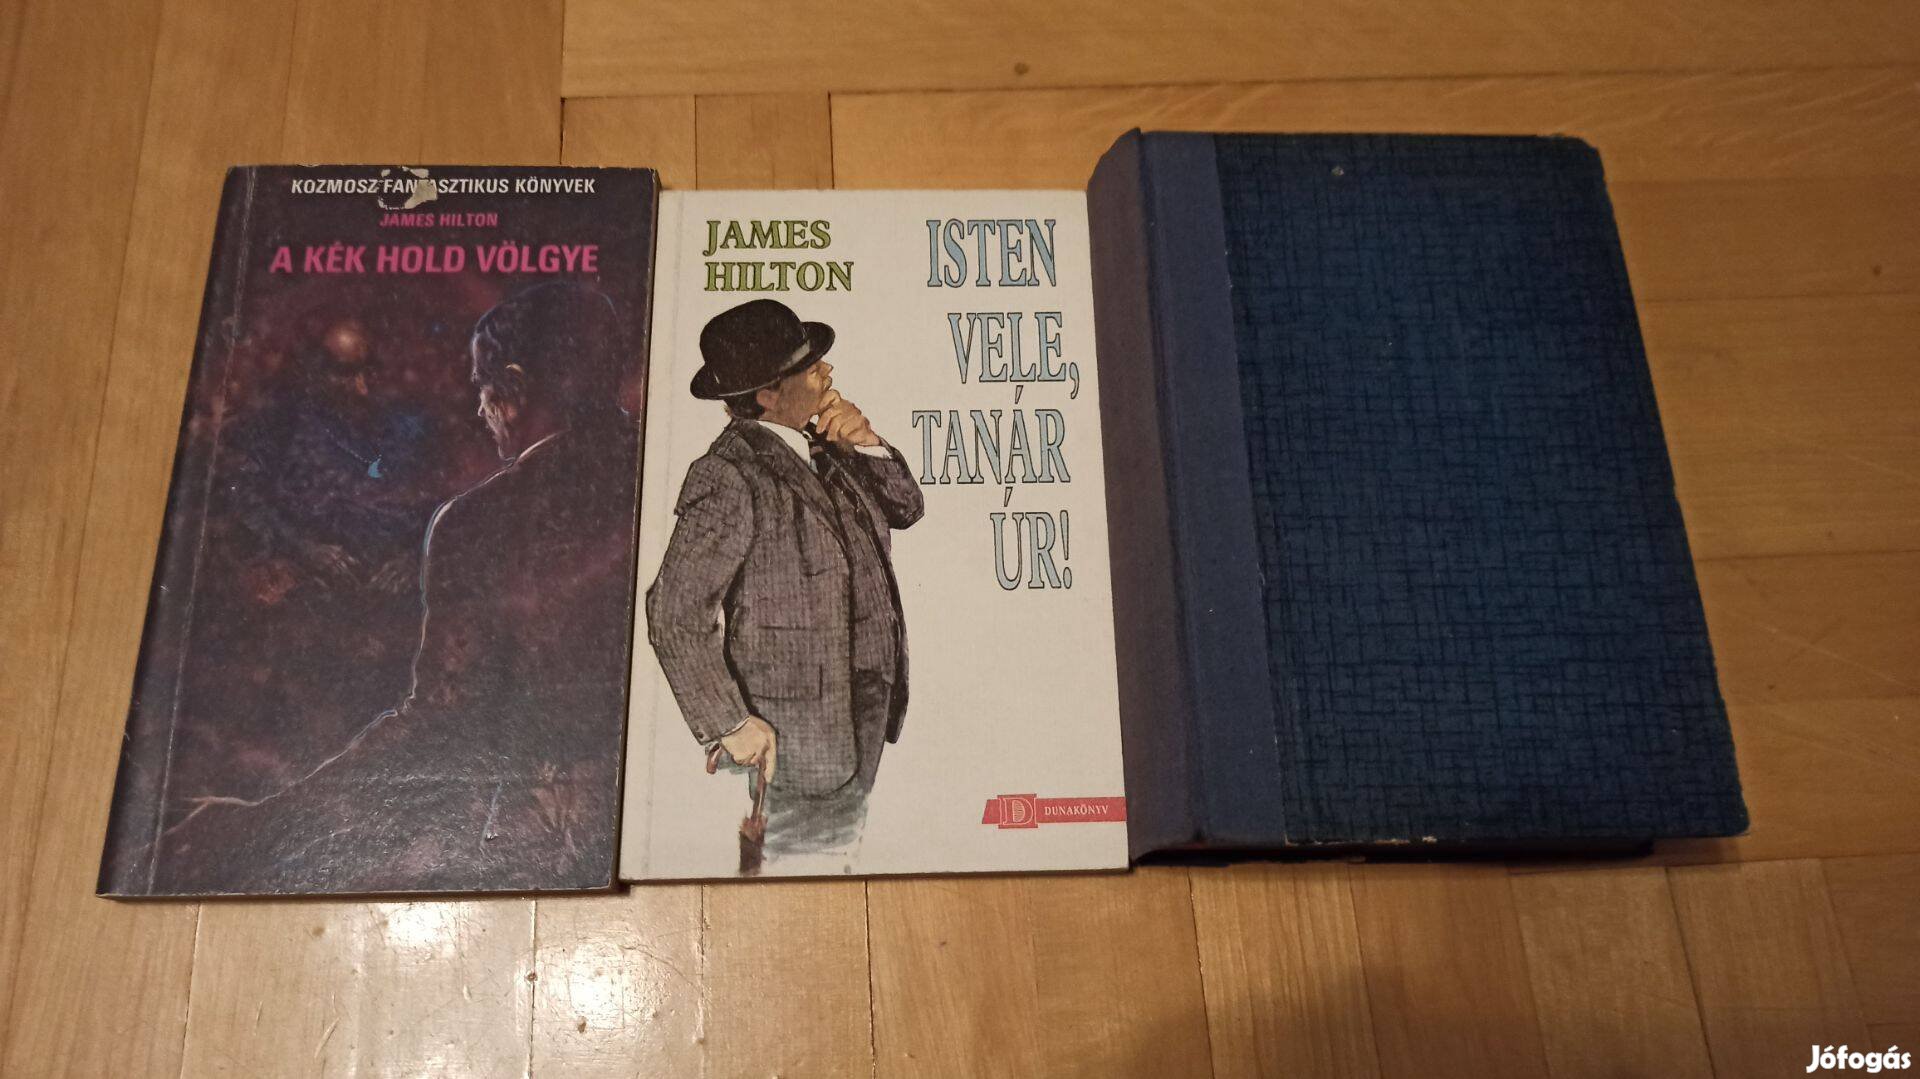 KOZMOSZ FANTASZTIKUS KÖNYVEK
JAMES HILTON
A KÉK HOLD VÖLGYE
JAMES
HILTON
ISTEN
VELE,
TANÁR
ÚR!
D DUNAKÖNYV
Jófogás